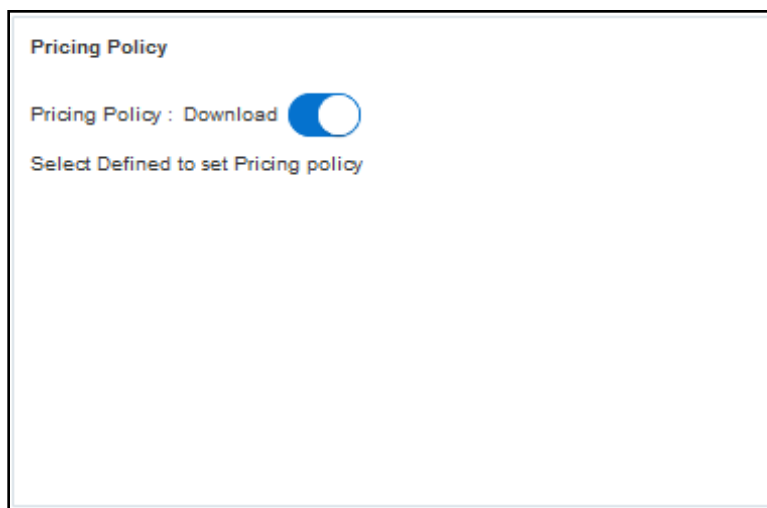 Pricing Policy
Pricing Policy : Download
Select Defined to set Pricing policy